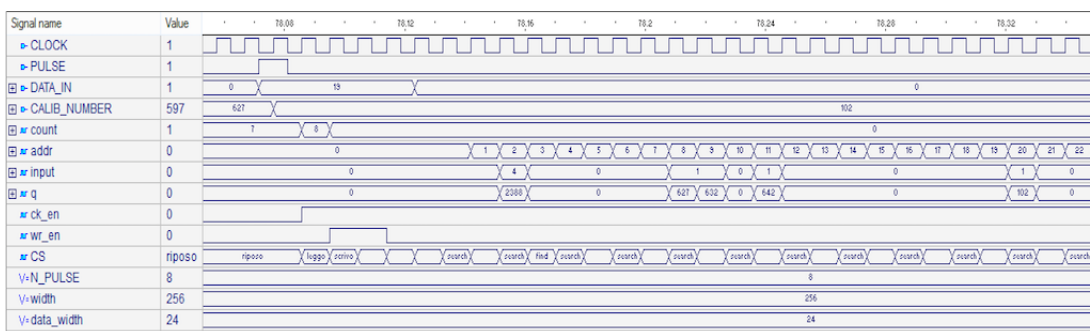 Signal name Value 78.08 78.12 78.16 78.2 78.24 78.28 78.32
CLOCK 1
PULSE 1
DATA_IN 1 0 19 0
CALIB_NUMBER 597 627 102
count 1 7 8 0
addr 0 0 1 2 3 4 5 6 7 8 9 10 11 12 13 14 15 16 17 18 19 20 21 22
input 0 0 4 0 1 0 1 0 1 0
q 0 0 2388 0 627 632 0 642 0 102 0
ck_en 0
wr_en 0
CS riposo riposo leggo scrivo search search find search search search search search search search search search search
N_PULSE 8 8
width 256 256
data_width 24 24